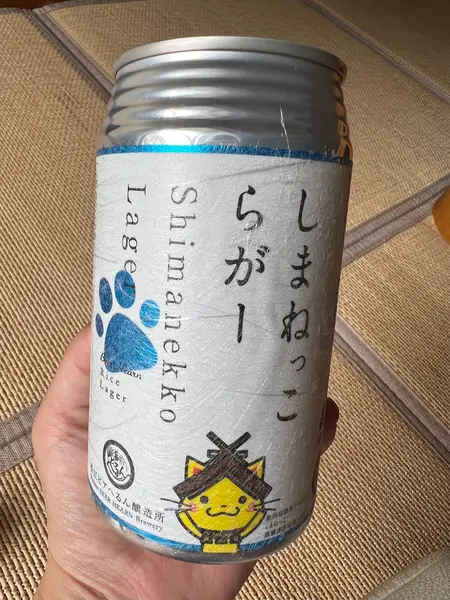 しまねっこ
らがー
Shimanekko
Lager
Rice
Lager
BEER HEARN Brewery